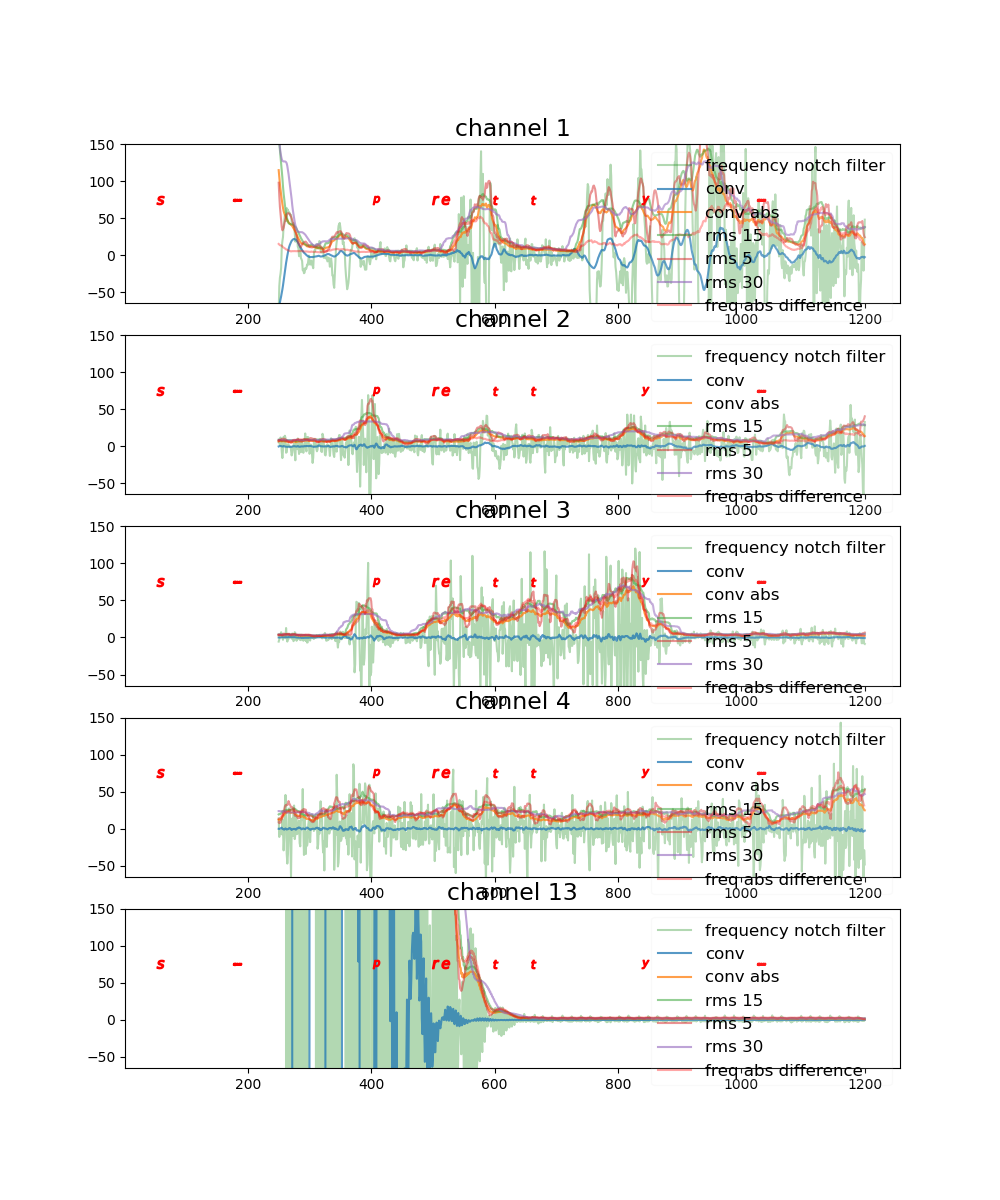 channel 1
150
100
50
0
−50
s – p r e t t y –
frequency notch filter
conv
conv abs
rms 15
rms 5
rms 30
freq abs difference
200 400 600 800 1000 1200
channel 2
150
100
50
0
−50
s – p r e t t y –
frequency notch filter
conv
conv abs
rms 15
rms 5
rms 30
freq abs difference
200 400 600 800 1000 1200
channel 3
150
100
50
0
−50
s – p r e t t y –
frequency notch filter
conv
conv abs
rms 15
rms 5
rms 30
freq abs difference
200 400 600 800 1000 1200
channel 4
150
100
50
0
−50
s – p r e t t y –
frequency notch filter
conv
conv abs
rms 15
rms 5
rms 30
freq abs difference
200 400 600 800 1000 1200
channel 13
150
100
50
0
−50
s – p r e t t y –
frequency notch filter
conv
conv abs
rms 15
rms 5
rms 30
freq abs difference
200 400 600 800 1000 1200